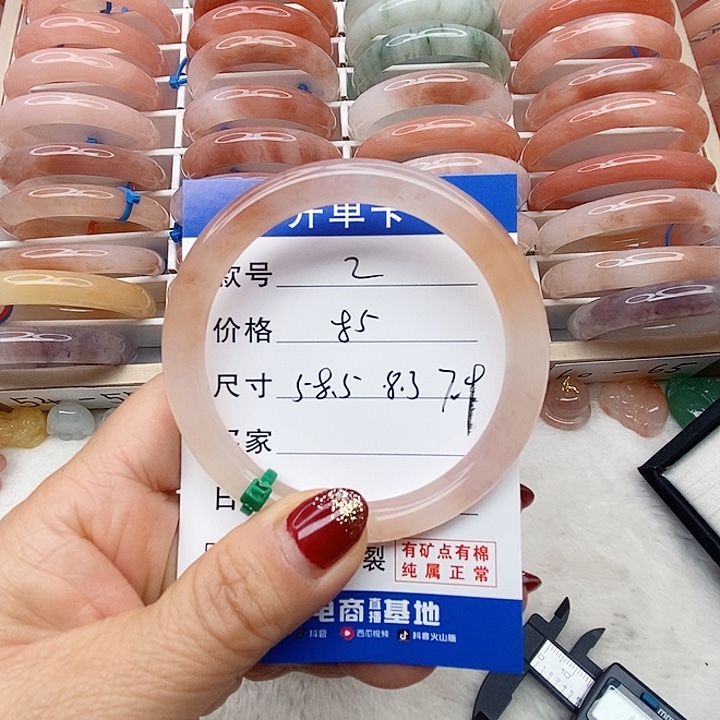 开单卡
款号 2
价格 85
尺寸 58.5 8.3 7.9
家
日
裂
有矿点有棉
纯属正常
电商直播基地
抖音 西瓜视频 抖音火山版